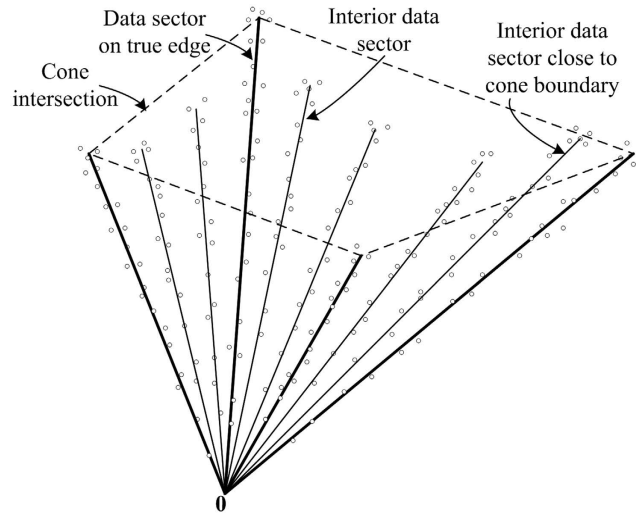 Data sector
on true edge
Interior data
sector
Interior data
sector close to
cone boundary
Cone
intersection
0